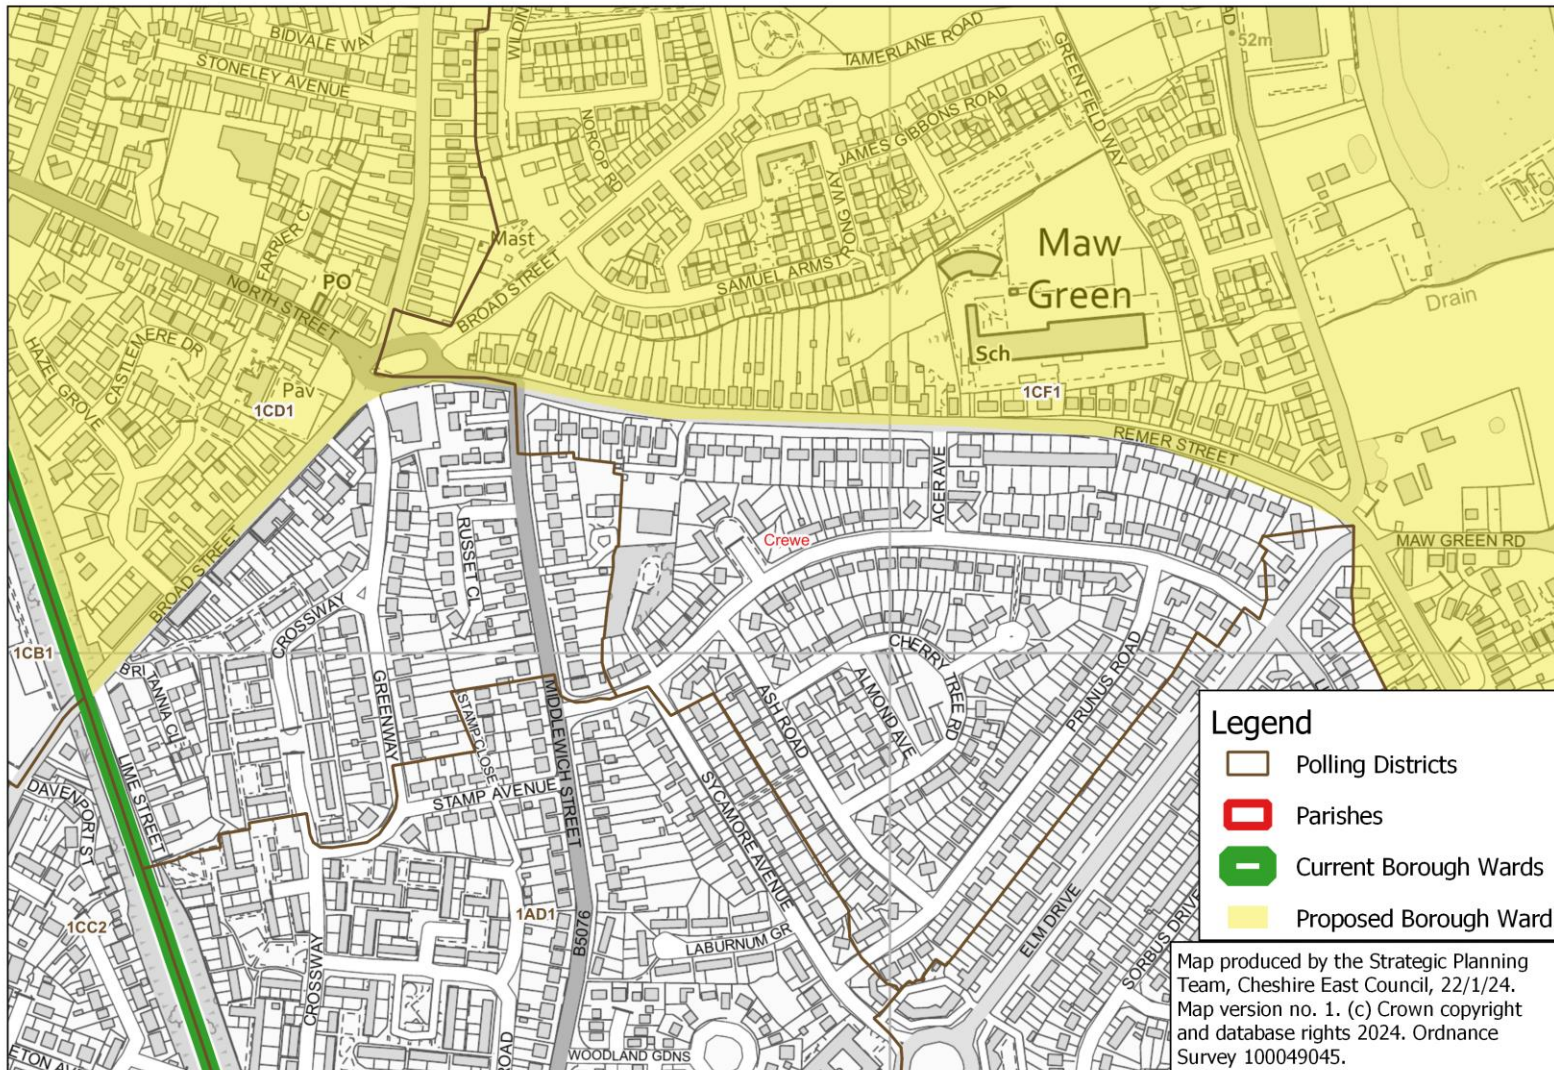 BIDVALE WAY
STONELEY AVENUE
TAMERLANE ROAD
GREEN FIELD WAY
52m
NORCOP RD
JAMES GIBBONS ROAD
FARRIER CT
Mast
SAMUEL ARMSTRONG WAY
Maw
Green
PO
NORTH STREET
BROAD STREET
Drain
HAZEL GROVE
CASTLEMERE DR
Sch
Pav
1CD1
1CF1
REMER STREET
ACER AVE
RUSSET CL
Crewe
MAW GREEN RD
BROAD STREET
CROSSWAY
1CB1
BRITANNIA CL
GREENWAY
STAMP CLOSE
MIDDLEWICH STREET
CHERRY TREE RD
ALMOND AVE
ASH ROAD
PRUNUS ROAD
DAVENPORT ST
LIME STREET
STAMP AVENUE
SYCAMORE AVENUE
1CC2
1AD1
B5076
CROSSWAY
LABURNUM GR
ELM DRIVE
SORBUS DRIVE
ROAD
WOODLAND GDNS
Legend
Polling Districts
Parishes
Current Borough Wards
Proposed Borough Ward
Map produced by the Strategic Planning
Team, Cheshire East Council, 22/1/24.
Map version no. 1. (c) Crown copyright
and database rights 2024. Ordnance
Survey 100049045.